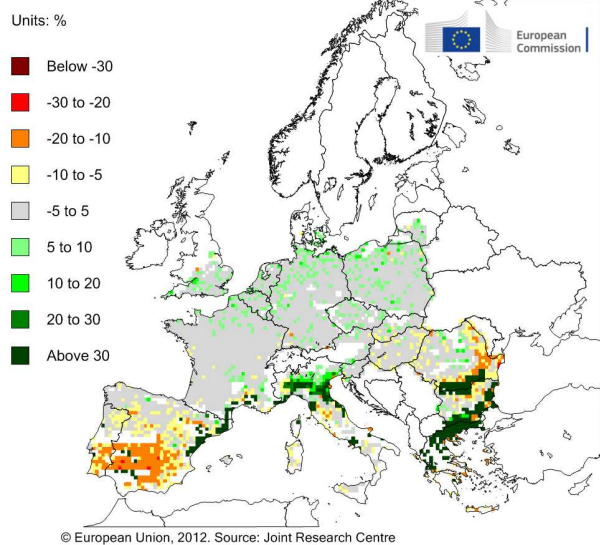 Units: %
Below -30
-30 to -20
-20 to -10
-10 to -5
-5 to 5
5 to 10
10 to 20
20 to 30
Above 30
European
Commission
© European Union, 2012. Source: Joint Research Centre